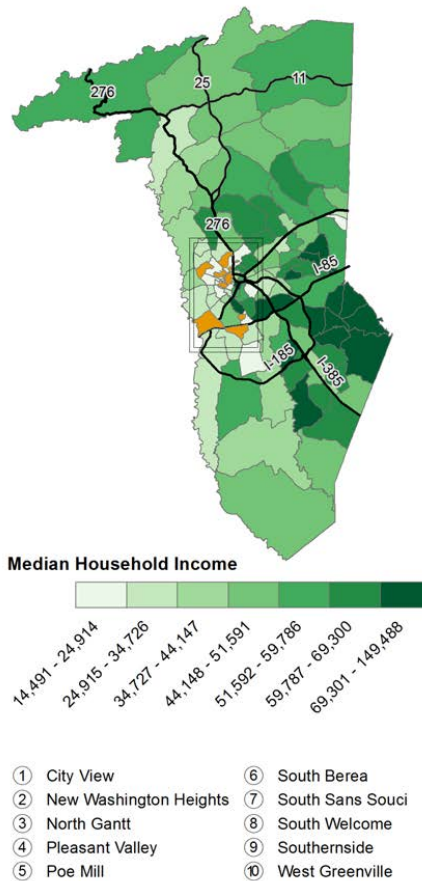 25
11
276
276
I-85
I-185
I-385
Median Household Income
14,491 - 24,914
24,915 - 34,726
34,727 - 44,147
44,148 - 51,591
51,592 - 59,786
59,787 - 69,300
69,301 - 149,488
1 City View
2 New Washington Heights
3 North Gantt
4 Pleasant Valley
5 Poe Mill
6 South Berea
7 South Sans Souci
8 South Welcome
9 Southernside
10 West Greenville